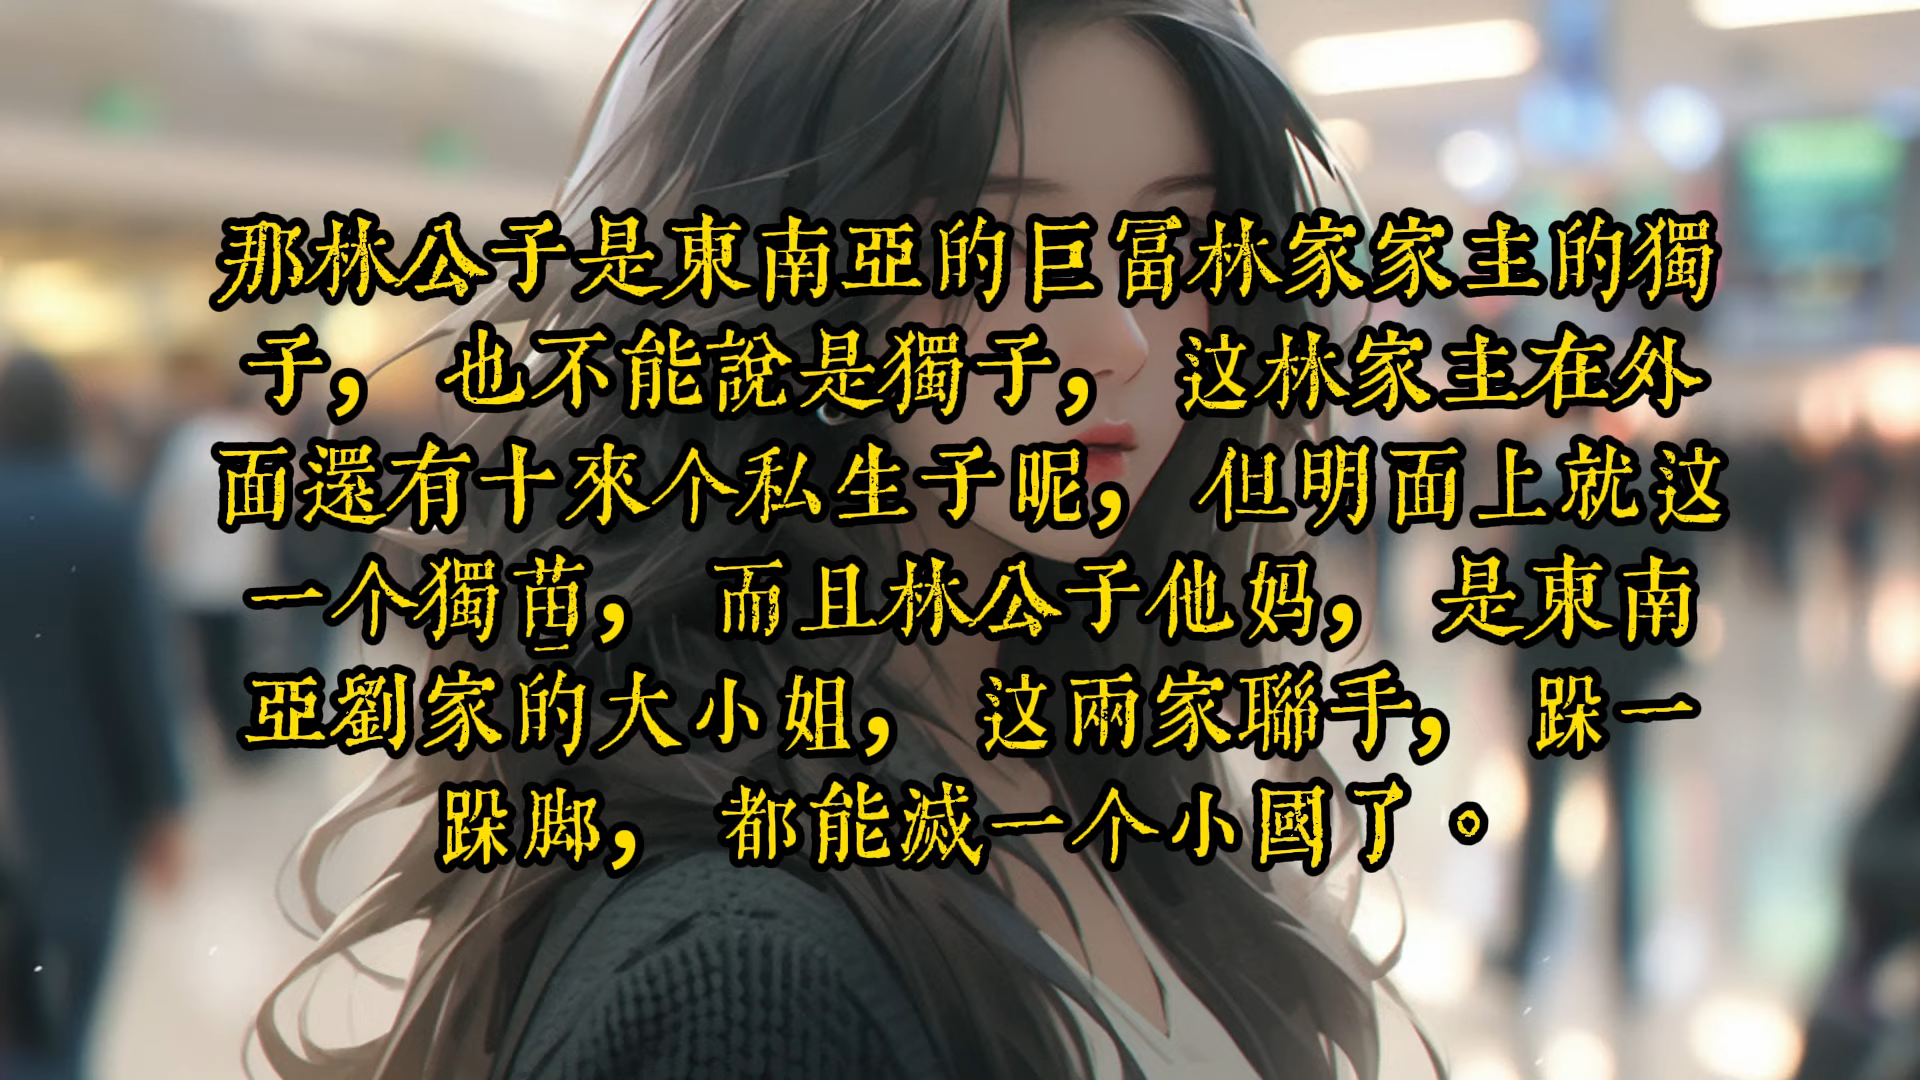 那林公子是東南亞的巨冨林家家主的獨
子，也不能說是獨子，这林家主在外
面還有十來个私生子呢，但明面上就这
一个獨苗，而且林公子他妈，是東南
亞劉家的大小姐，这兩家聯手，跺一
跺脚，都能滅一个小國了。